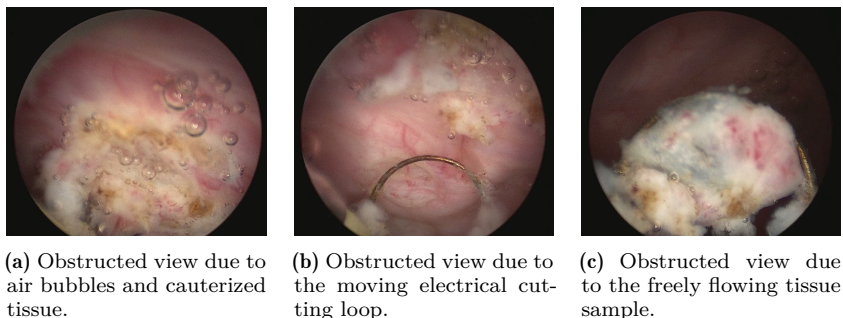 (a) Obstructed view due to
air bubbles and cauterized
tissue.
(b) Obstructed view due to
the moving electrical cut-
ting loop.
(c) Obstructed view due
to the freely flowing tissue
sample.